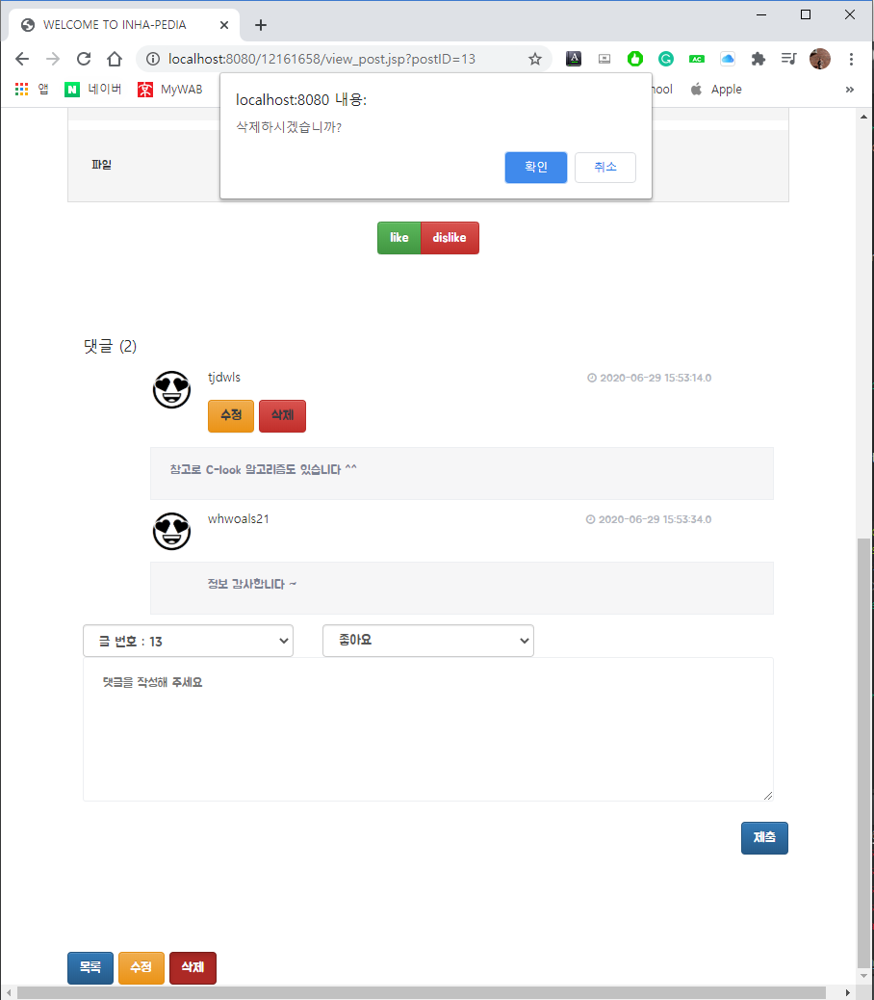 WELCOME TO INHA-PEDIA
localhost:8080/12161658/view_post.jsp?postID=13
앱 네이버 MyWAB Apple
localhost:8080 내용:
삭제하시겠습니까?
확인 취소
파일
like dislike
댓글 (2)
tjdwls 2020-06-29 15:53:14.0
수정 삭제
참고로 C-look 알고리즘도 있습니다 ^^
whwoals21 2020-06-29 15:53:34.0
정보 감사합니다 ~
글 번호 : 13 좋아요
댓글을 작성해 주세요
제출
목록 수정 삭제